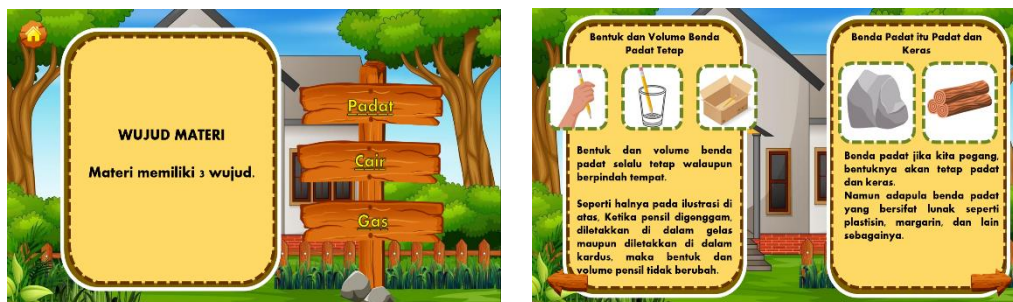 WUJUD MATERI
Materi memiliki 3 wujud.
Padat
Cair
Gas
Bentuk dan Volume Benda
Padat Tetap
Bentuk dan volume benda
padat selalu tetap walaupun
berpindah tempat.
Seperti halnya pada ilustrasi di
atas, Ketika pensil digenggam,
diletakkan di dalam gelas
maupun diletakkan di dalam
kardus, maka bentuk dan
volume pensil tidak berubah.
Benda Padat itu Padat dan
Keras
Benda padat jika kita pegang,
bentuknya akan tetap padat
dan keras.
Namun adapula benda padat
yang bersifat lunak seperti
plastisin, margarin, dan lain
sebagainya.